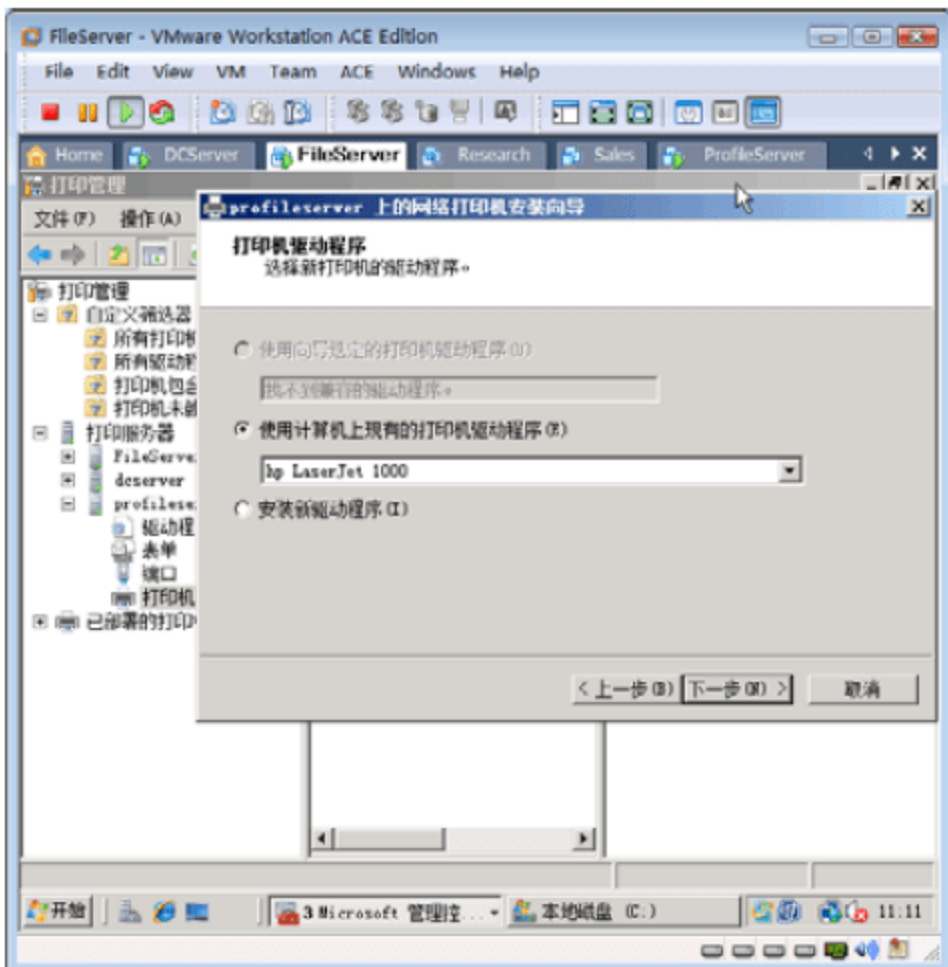 FileServer - VMware Workstation ACE Edition
File Edit View VM Team ACE Windows Help
Home DCServer FileServer Research Sales ProfileServer
打印管理
文件(F) 操作(A)
profileserver 上的网络打印机安装向导
打印机驱动程序
选择新打印机的驱动程序。
使用向导选定的打印机驱动程序(U)
找不到兼容的驱动程序。
使用计算机上现有的打印机驱动程序(E)
hp LaserJet 1000
安装新驱动程序(I)
<上一步(B) 下一步(N)> 取消
打印管理
自定义筛选器
所有打印机
所有驱动程
打印机包含
打印机未就
打印服务器
FileServe
dcserver
profilese
驱动程
表单
端口
打印机
已部署的打印
开始 3 Microsoft 管理控... 本地磁盘 (C:) 11:11